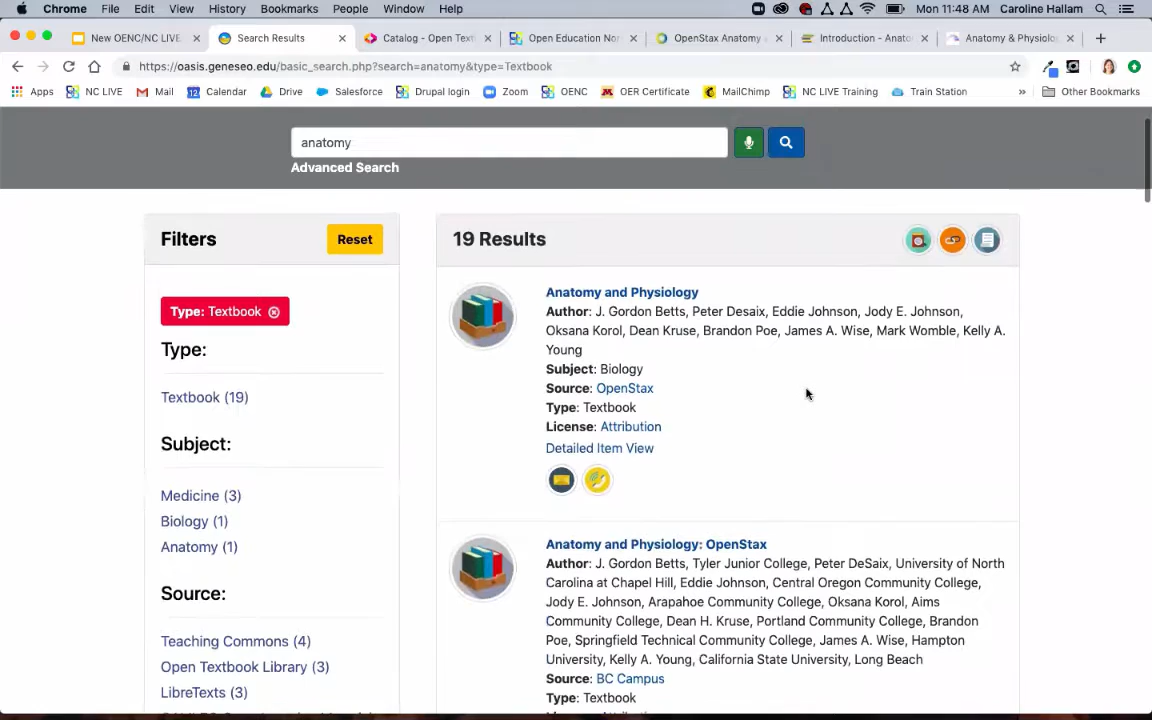 Chrome File Edit View History Bookmarks People Window Help Mon 11:48 AM Caroline Hallam
New OENC/NC LIVE Search Results Catalog - Open Text Open Education Nor OpenStax Anatomy Introduction - Anato Anatomy & Physiolo
https://oasis.geneseo.edu/basic_search.php?search=anatomy&type=Textbook
Apps NC LIVE Mail Calendar Drive Salesforce Drupal login Zoom OENC OER Certificate MailChimp NC LIVE Training Train Station » Other Bookmarks
anatomy
Advanced Search
Filters
Reset
Type: Textbook
Type:
Textbook (19)
Subject:
Medicine (3)
Biology (1)
Anatomy (1)
Source:
Teaching Commons (4)
Open Textbook Library (3)
LibreTexts (3)
19 Results
Anatomy and Physiology
Author: J. Gordon Betts, Peter Desaix, Eddie Johnson, Jody E. Johnson,
Oksana Korol, Dean Kruse, Brandon Poe, James A. Wise, Mark Womble, Kelly A.
Young
Subject: Biology
Source: OpenStax
Type: Textbook
License: Attribution
Detailed Item View
Anatomy and Physiology: OpenStax
Author: J. Gordon Betts, Tyler Junior College, Peter DeSaix, University of North
Carolina at Chapel Hill, Eddie Johnson, Central Oregon Community College,
Jody E. Johnson, Arapahoe Community College, Oksana Korol, Aims
Community College, Dean H. Kruse, Portland Community College, Brandon
Poe, Springfield Technical Community College, James A. Wise, Hampton
University, Kelly A. Young, California State University, Long Beach
Source: BC Campus
Type: Textbook